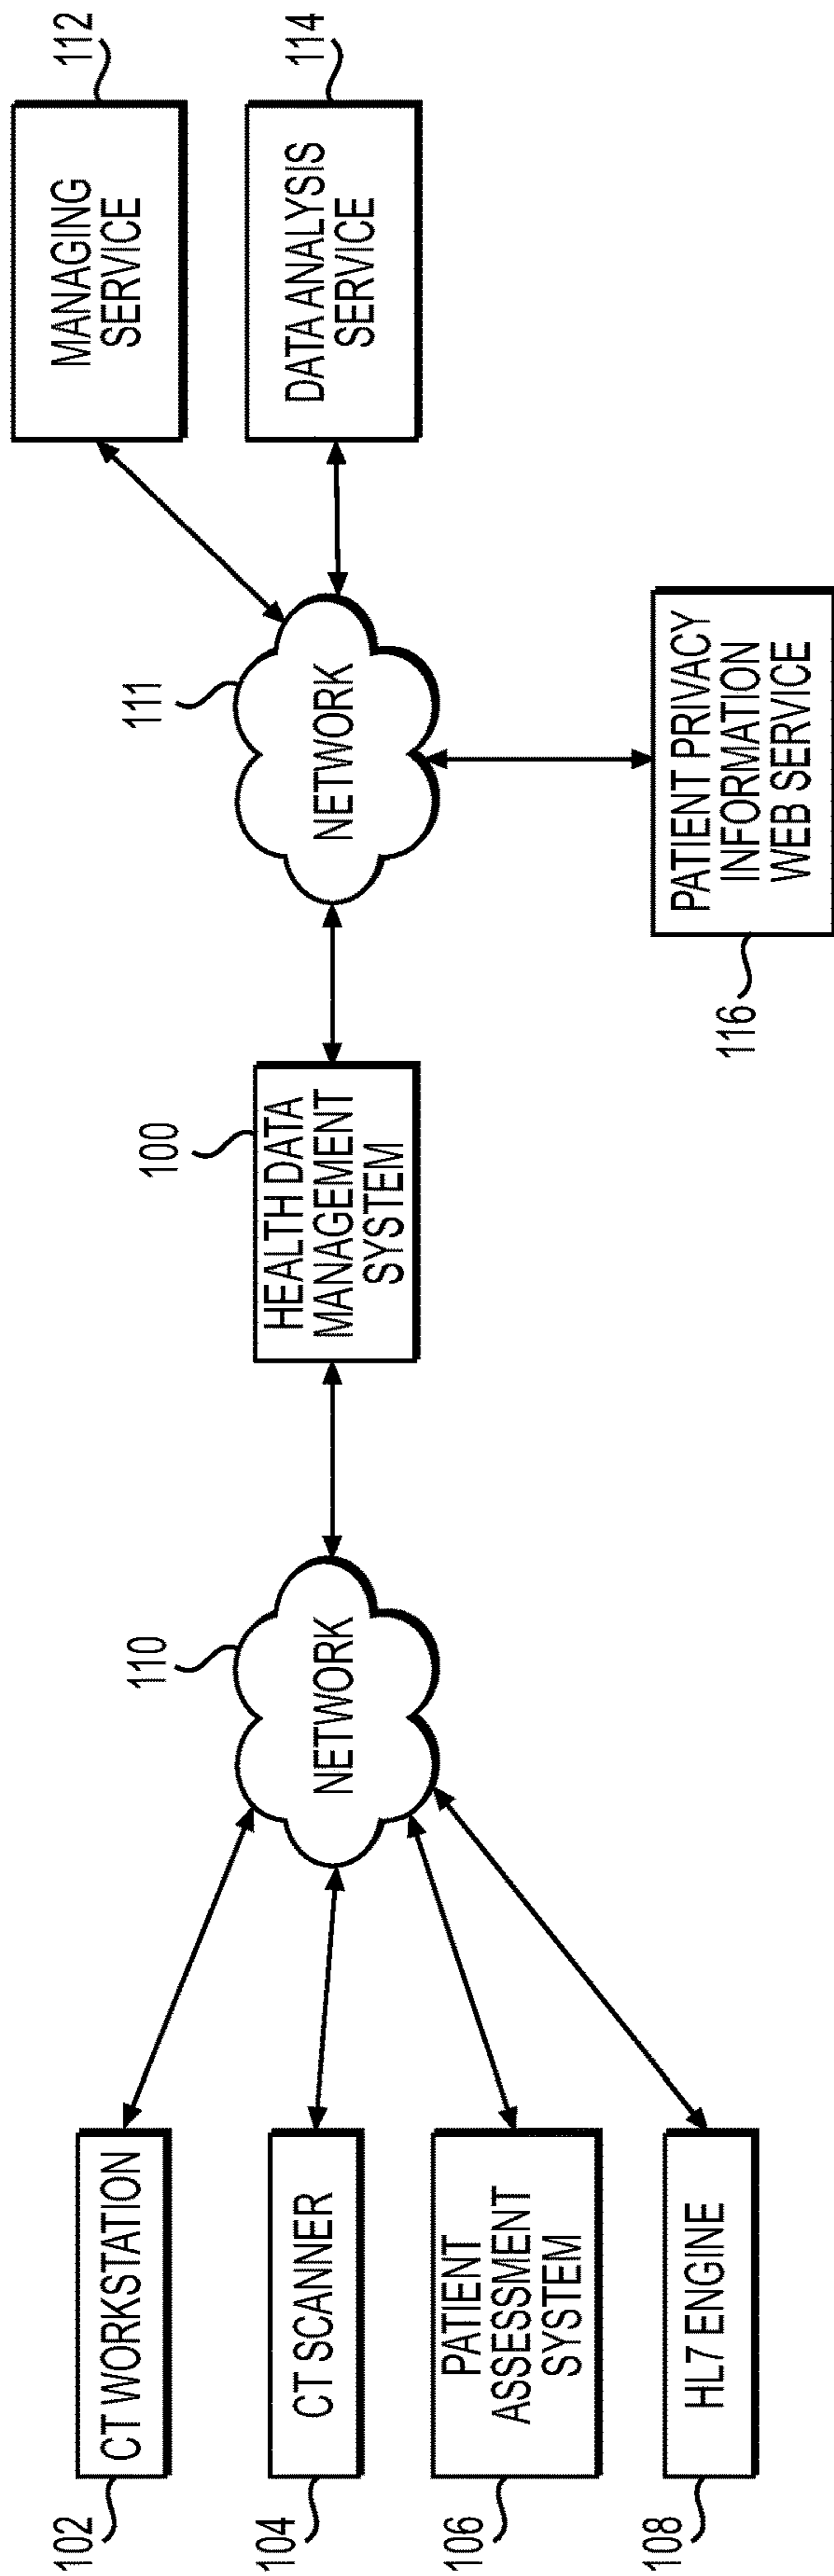 102
CT WORKSTATION
104
CT SCANNER
106
PATIENT
ASSESSMENT
SYSTEM
108
HL7 ENGINE
110
NETWORK
100
HEALTH DATA
MANAGEMENT
SYSTEM
111
NETWORK
112
MANAGING
SERVICE
114
DATA ANALYSIS
SERVICE
116
PATIENT PRIVACY
INFORMATION
WEB SERVICE